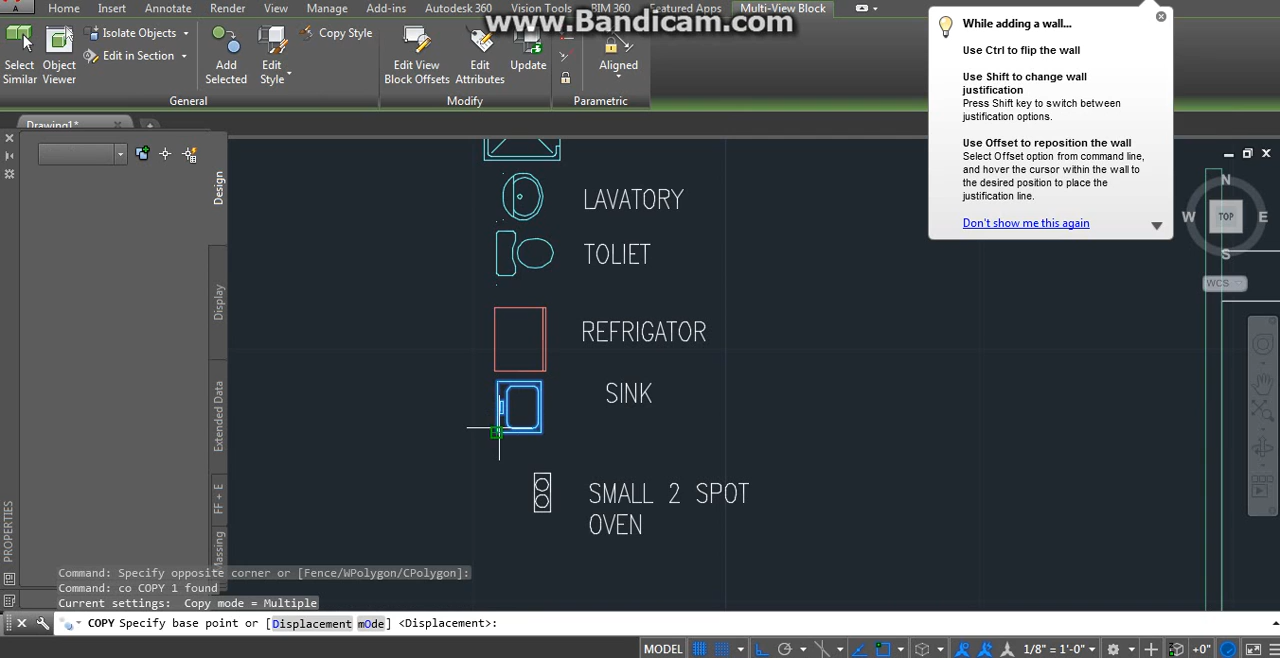 Home Insert Annotate Render View Manage Add-ins Autodesk 360 Vision Tools BIM 360 Featured Apps Multi-View Block
www.Bandicam.com
Select Similar
Object Viewer
Isolate Objects
Edit in Section
Add Selected
Edit Style
Copy Style
General
Edit View Block Offsets
Edit Attributes
Update
Modify
Aligned
Parametric
While adding a wall...
Use Ctrl to flip the wall
Use Shift to change wall
justification
Press Shift key to switch between
justification options.
Use Offset to reposition the wall
Select Offset option from command line,
and hover the cursor within the wall to
the desired position to place the
justification line.
Don't show me this again
Drawing1*
Design
Display
Extended Data
FF + E
Massing
PROPERTIES
N
W TOP E
S
WCS
LAVATORY
TOLIET
REFRIGATOR
SINK
SMALL 2 SPOT
OVEN
Command: Specify opposite corner or [Fence/WPolygon/CPolygon]:
Command: co COPY 1 found
Current settings: Copy mode = Multiple
COPY Specify base point or [Displacement mOde] <Displacement>:
MODEL 1/8" = 1'-0" +0"